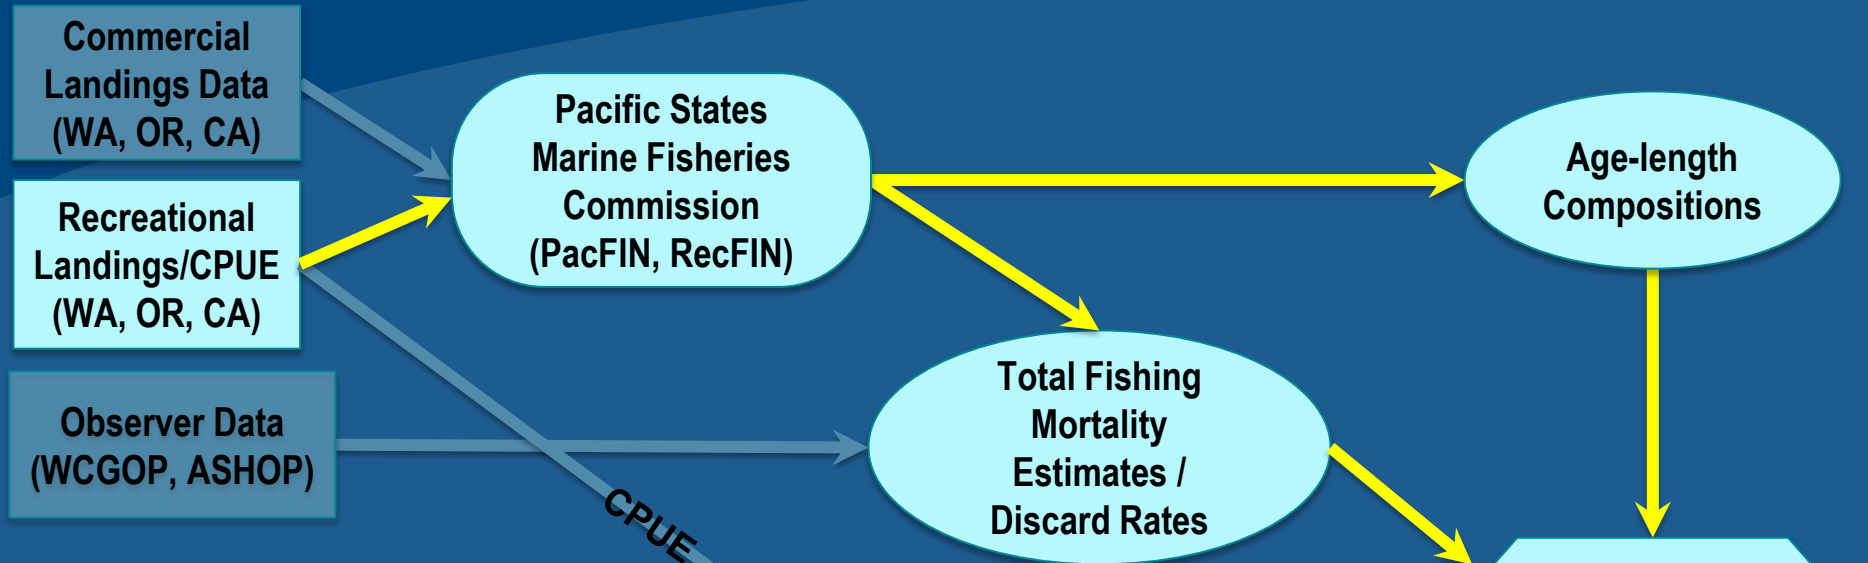 Commercial
Landings Data
(WA, OR, CA)
Recreational
Landings/CPUE
(WA, OR, CA)
Observer Data
(WCGOP, ASHOP)
CPUE
Pacific States
Marine Fisheries
Commission
(PacFIN, RecFIN)
Total Fishing
Mortality
Estimates /
Discard Rates
Age-length
Compositions